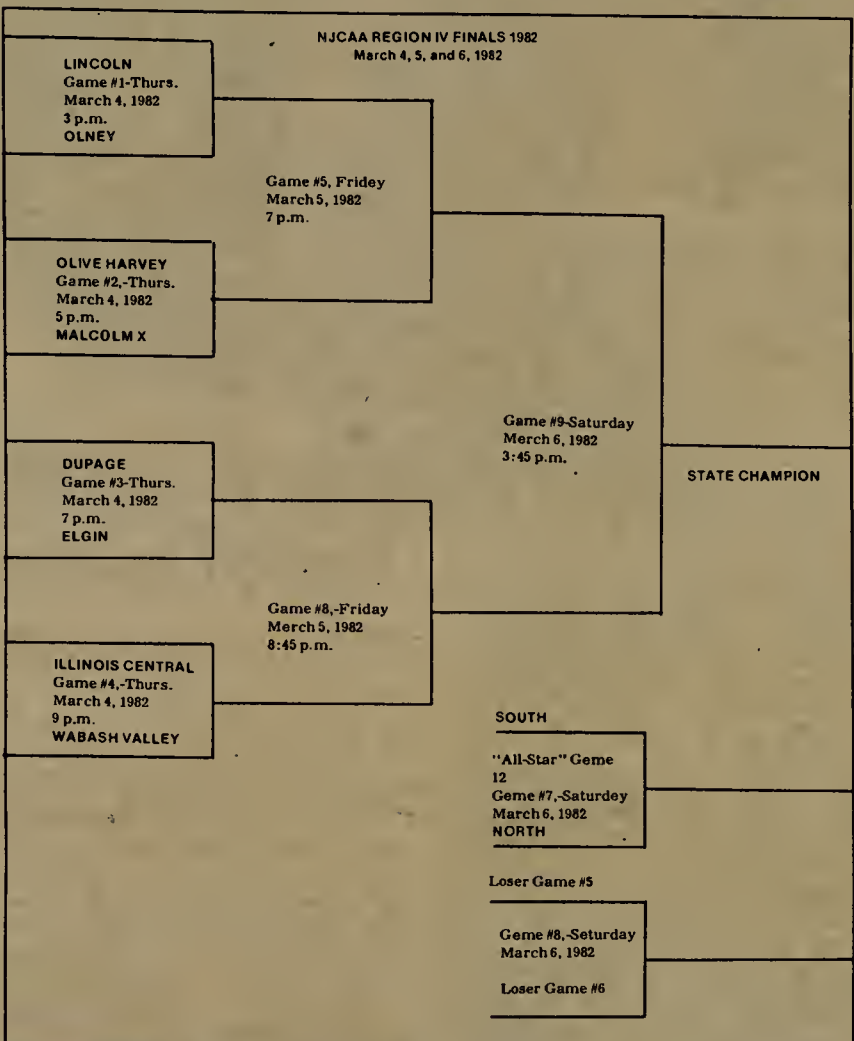 NJCAA REGION IV FINALS 1982
March 4, 5, and 6, 1982
LINCOLN
Game #1-Thurs.
March 4, 1982
3 p.m.
OLNEY
Game #5, Fridey
March 5, 1982
7 p.m.
OLIVE HARVEY
Game #2,-Thurs.
March 4, 1982
5 p.m.
MALCOLM X
Game #9-Saturday
Merch 6, 1982
3:45 p.m.
STATE CHAMPION
DUPAGE
Game #3-Thurs.
March 4, 1982
7 p.m.
ELGIN
Game #8,-Friday
Merch 5, 1982
8:45 p.m.
ILLINOIS CENTRAL
Game #4,-Thurs.
March 4, 1982
9 p.m.
WABASH VALLEY
SOUTH
"All-Star" Geme
12
Geme #7,-Saturdey
March 6, 1982
NORTH
Loser Game #5
Geme #8,-Seturday
March 6, 1982
Loser Game #6